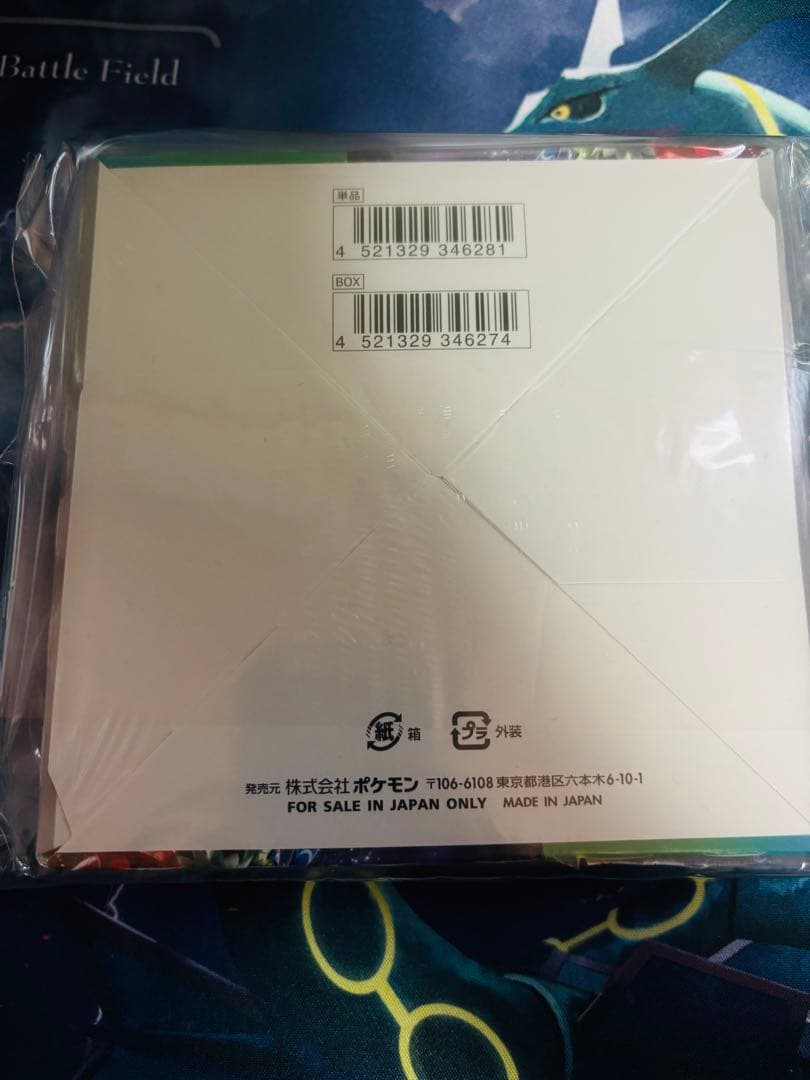 Battle Field
単品
4 521329 346281
BOX
4 521329 346274
紙 箱 プラ 外装
発売元 株式会社 ポケモン 〒106-6108 東京都港区六本木6-10-1
FOR SALE IN JAPAN ONLY MADE IN JAPAN